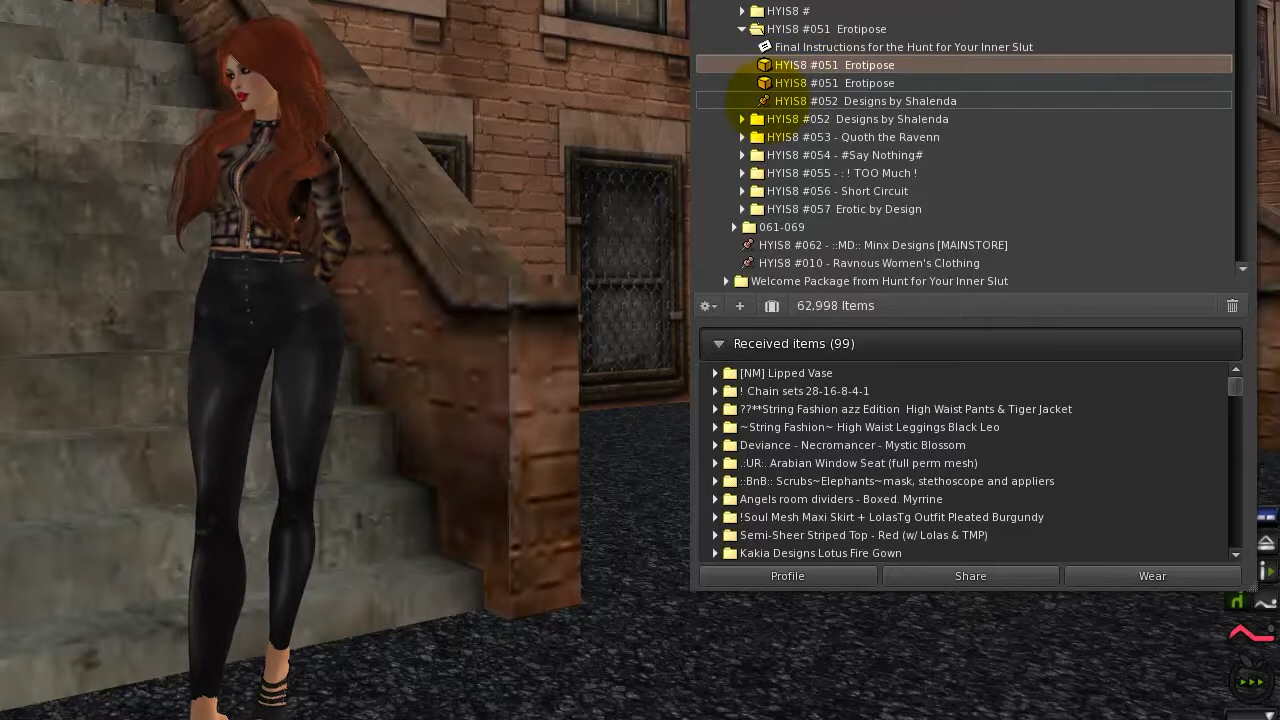 HYIS8 #
HYIS8 #051  Erotipose
Final Instructions for the Hunt for Your Inner Slut
HYIS8 #051  Erotipose
HYIS8 #051  Erotipose
HYIS8 #052  Designs by Shalenda
HYIS8 #052  Designs by Shalenda
HYIS8 #053 - Quoth the Ravenn
HYIS8 #054 - #Say Nothing#
HYIS8 #055 - : ! TOO Much !
HYIS8 #056 - Short Circuit
HYIS8 #057  Erotic by Design
061-069
HYIS8 #062 - ::MD:: Minx Designs [MAINSTORE]
HYIS8 #010 - Ravnous Women's Clothing
Welcome Package from Hunt for Your Inner Slut
62,998 Items
Received items (99)
[NM] Lipped Vase
! Chain sets 28-16-8-4-1
??**String Fashion azz Edition  High Waist Pants & Tiger Jacket
~String Fashion~ High Waist Leggings Black Leo
Deviance - Necromancer - Mystic Blossom
.:UR:. Arabian Window Seat (full perm mesh)
::BnB:: Scrubs~Elephants~mask, stethoscope and appliers
Angels room dividers - Boxed. Myrrine
!Soul Mesh Maxi Skirt + LolasTg Outfit Pleated Burgundy
Semi-Sheer Striped Top - Red (w/ Lolas & TMP)
Kakia Designs Lotus Fire Gown
Profile
Share
Wear